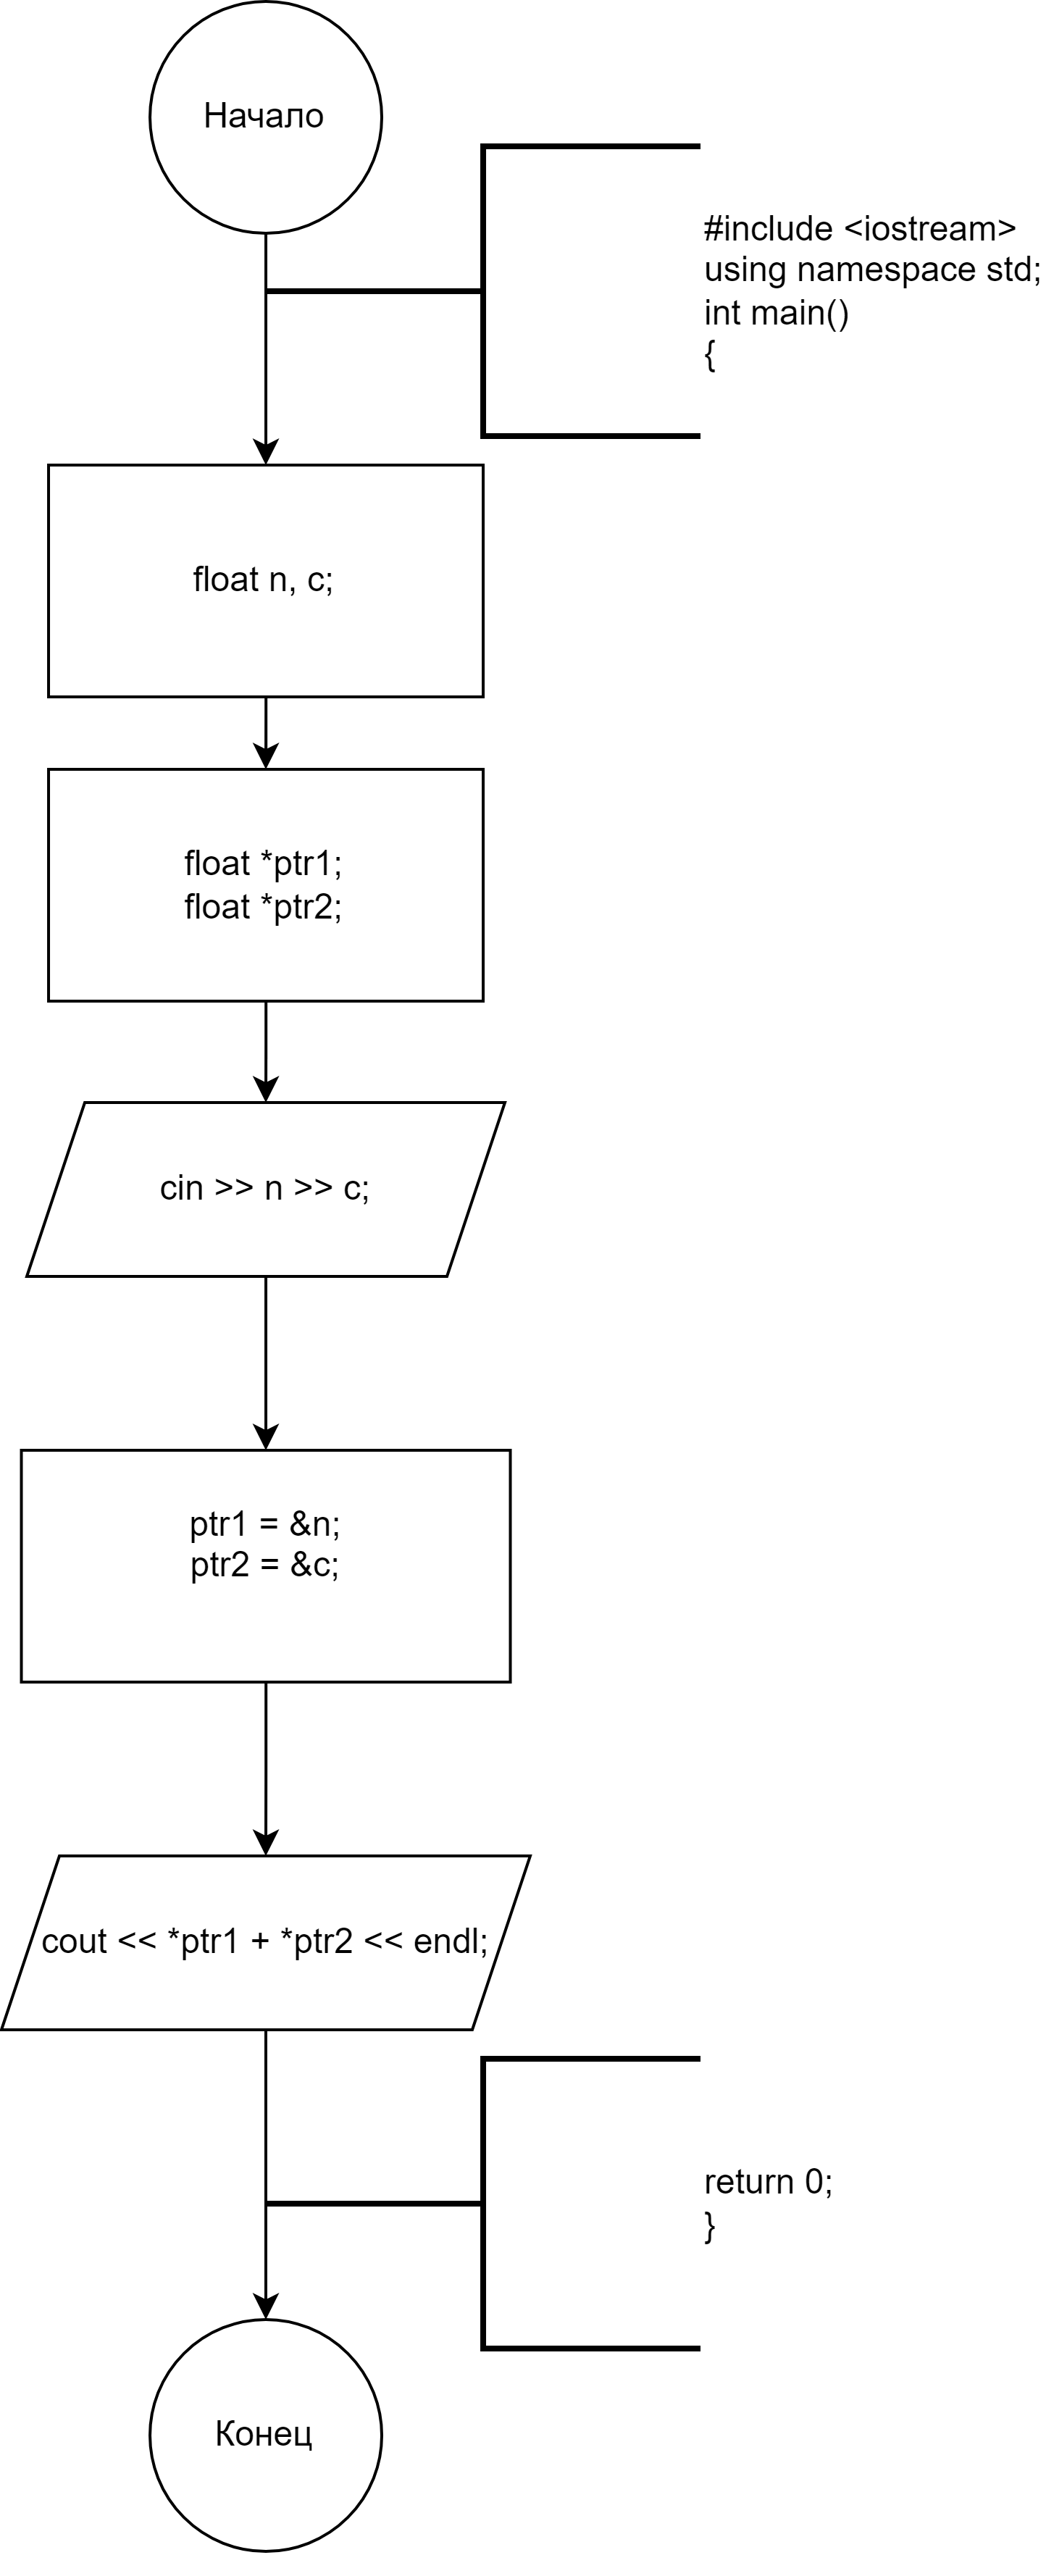 Начало
#include <iostream>
using namespace std;
int main()
{
float n, c;
float *ptr1;
float *ptr2;
cin >> n >> c;
ptr1 = &n;
ptr2 = &c;
cout << *ptr1 + *ptr2 << endl;
return 0;
}
Конец